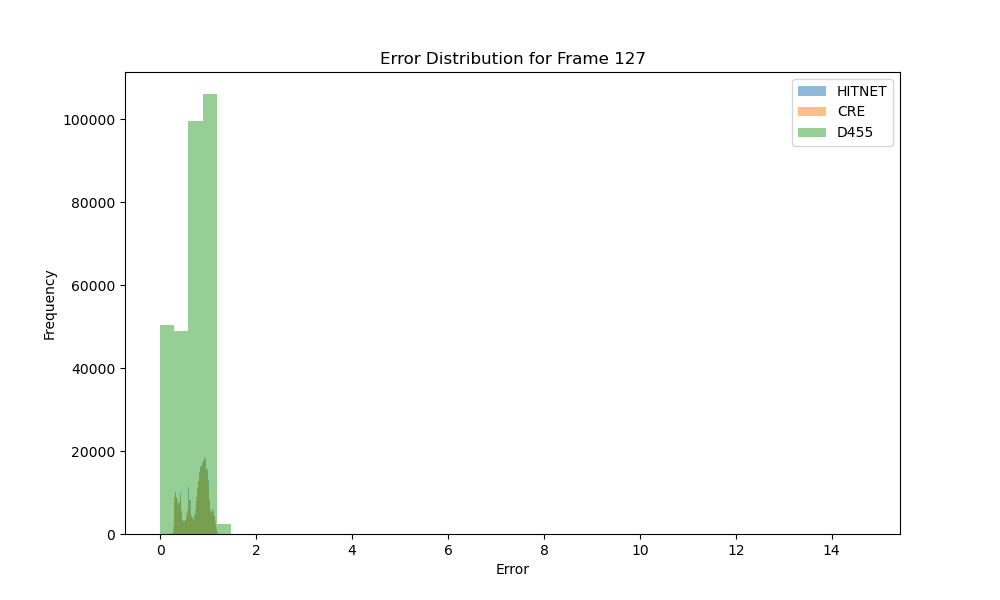 Error Distribution for Frame 127
HITNET
CRE
D455
100000
80000
60000
40000
20000
0
Frequency
0 2 4 6 8 10 12 14
Error